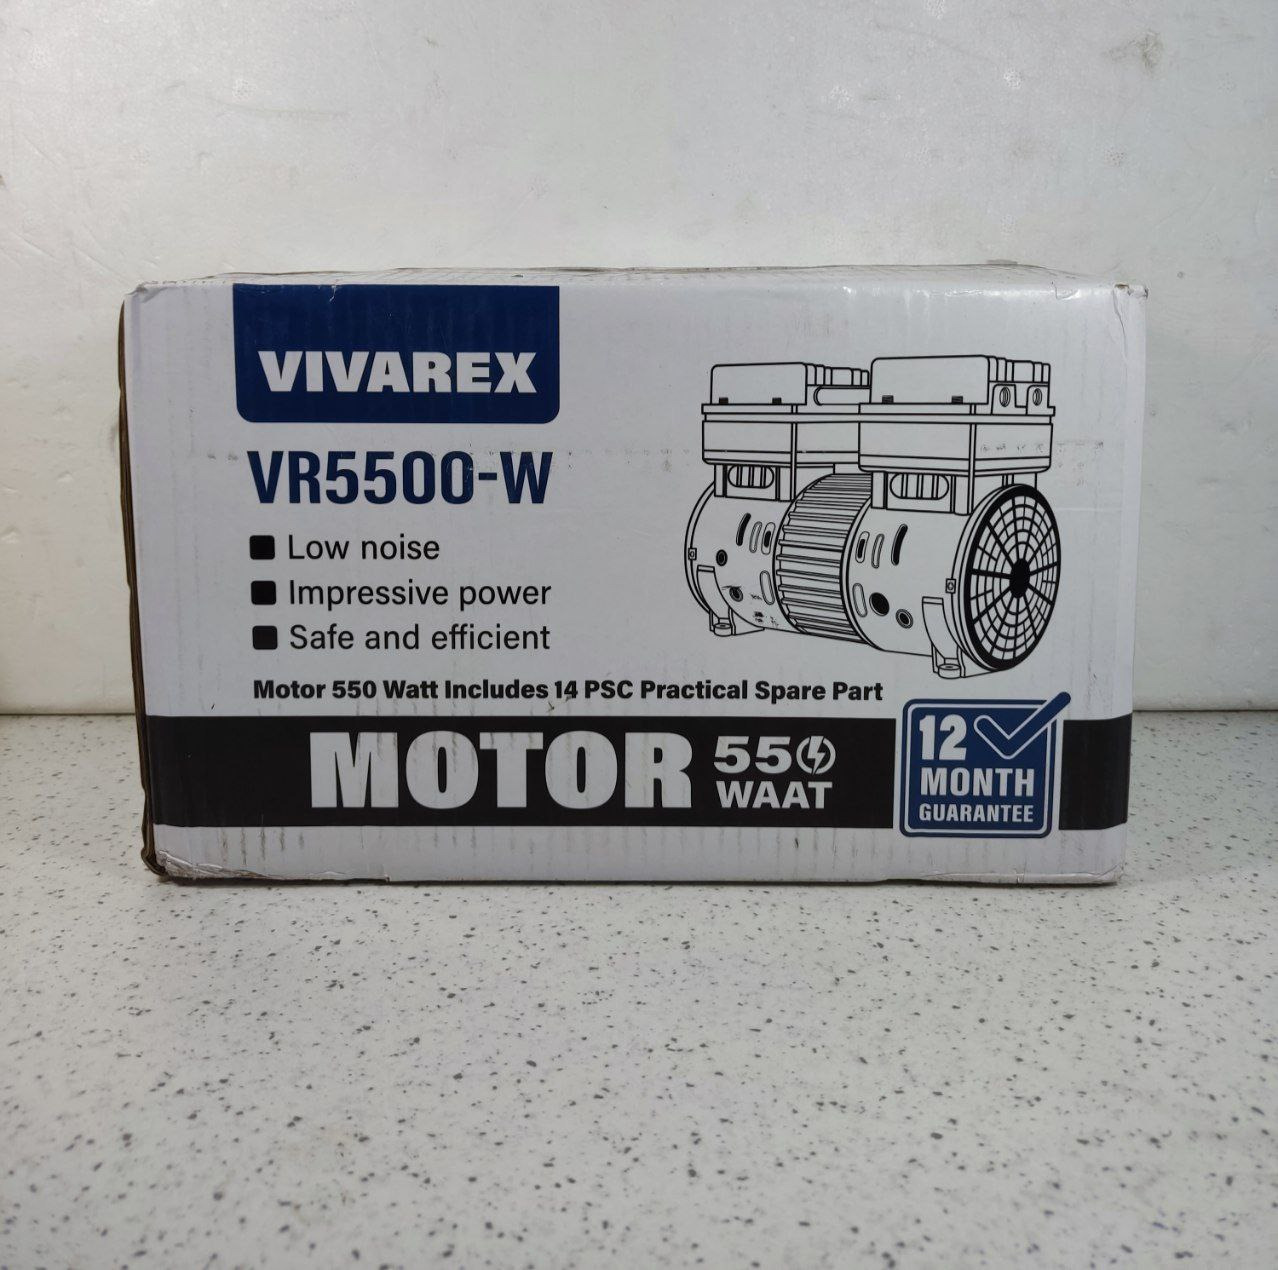 VIVAREX
VR5500-W
Low noise
Impressive power
Safe and efficient
Motor 550 Watt Includes 14 PSC Practical Spare Part
MOTOR 550
WAAT
12
MONTH
GUARANTEE